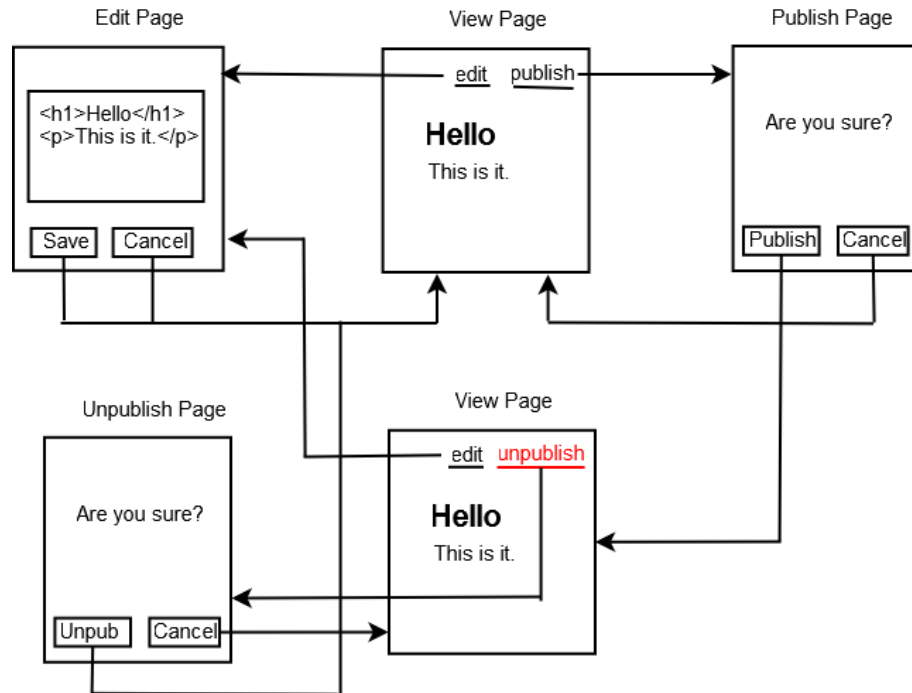 Edit Page
<h1>Hello</h1>
<p>This is it.</p>
Save
Cancel
View Page
edit
publish
Hello
This is it.
Publish Page
Are you sure?
Publish
Cancel
Unpublish Page
Are you sure?
Unpub
Cancel
View Page
edit
unpublish
Hello
This is it.